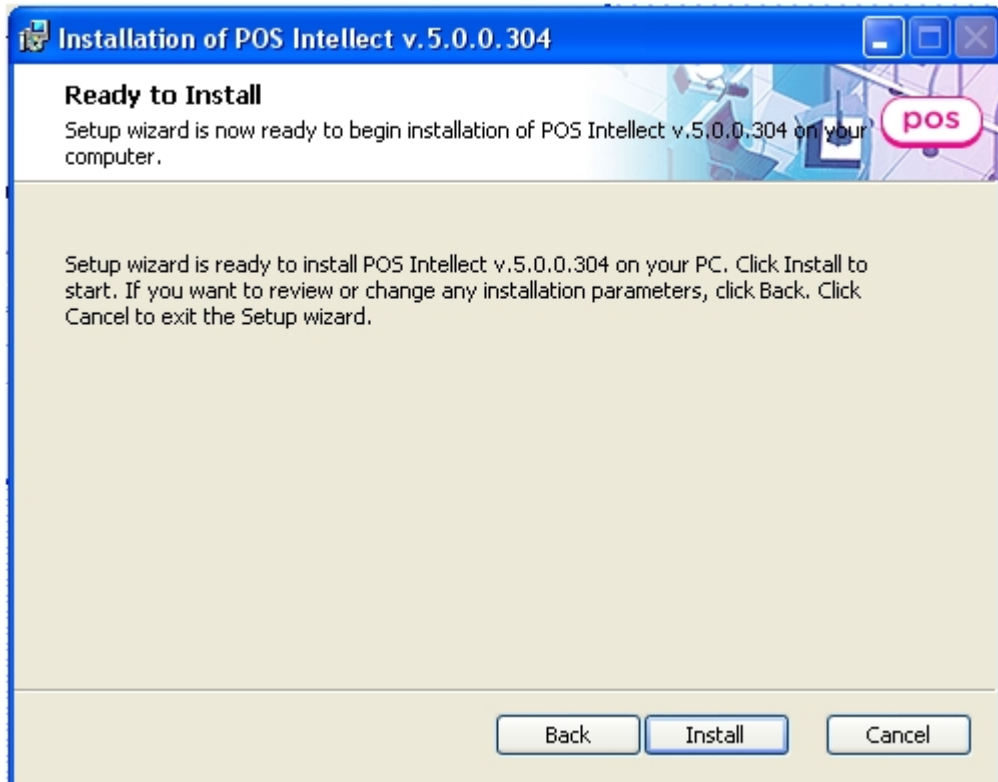 Installation of POS Intellect v.5.0.0.304
Ready to Install
Setup wizard is now ready to begin installation of POS Intellect v.5.0.0.304 on your
computer.
pos
Setup wizard is ready to install POS Intellect v.5.0.0.304 on your PC. Click Install to
start. If you want to review or change any installation parameters, click Back. Click
Cancel to exit the Setup wizard.
Back
Install
Cancel